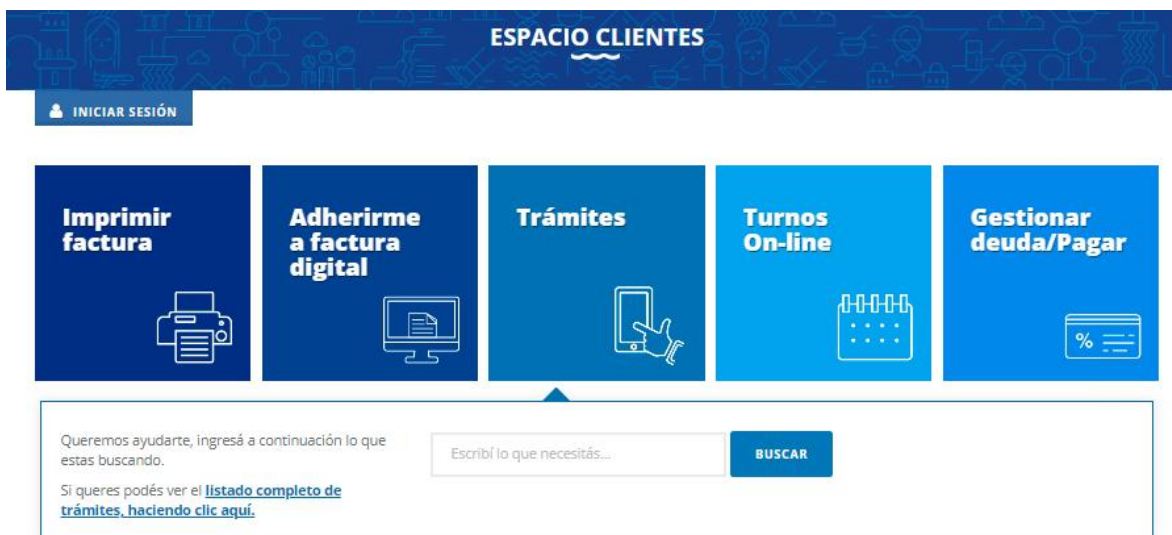 ESPACIO CLIENTES
INICIAR SESIÓN
Imprimir
factura
Adherirme
a factura
digital
Trámites
Turnos
On-line
Gestionar
deuda/Pagar
%
Queremos ayudarte, ingresá a continuación lo que
estas buscando.
Si queres podés ver el listado completo de
trámites, haciendo clic aquí.
Escribí lo que necesitás...
BUSCAR